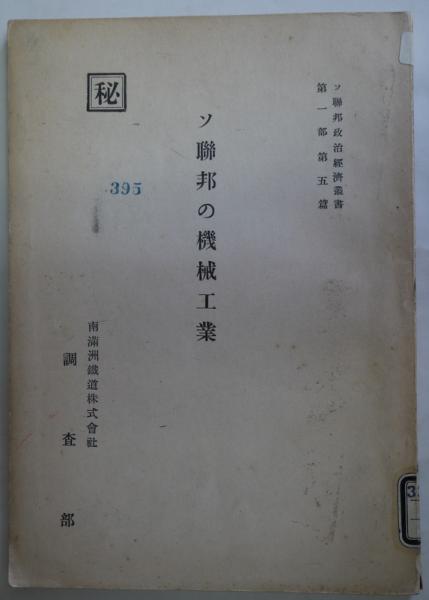 ソ聯邦政治經濟叢書
第一部第五篇
ソ聯邦の機械工業
秘
395
南滿洲鐵道株式會社
調査部